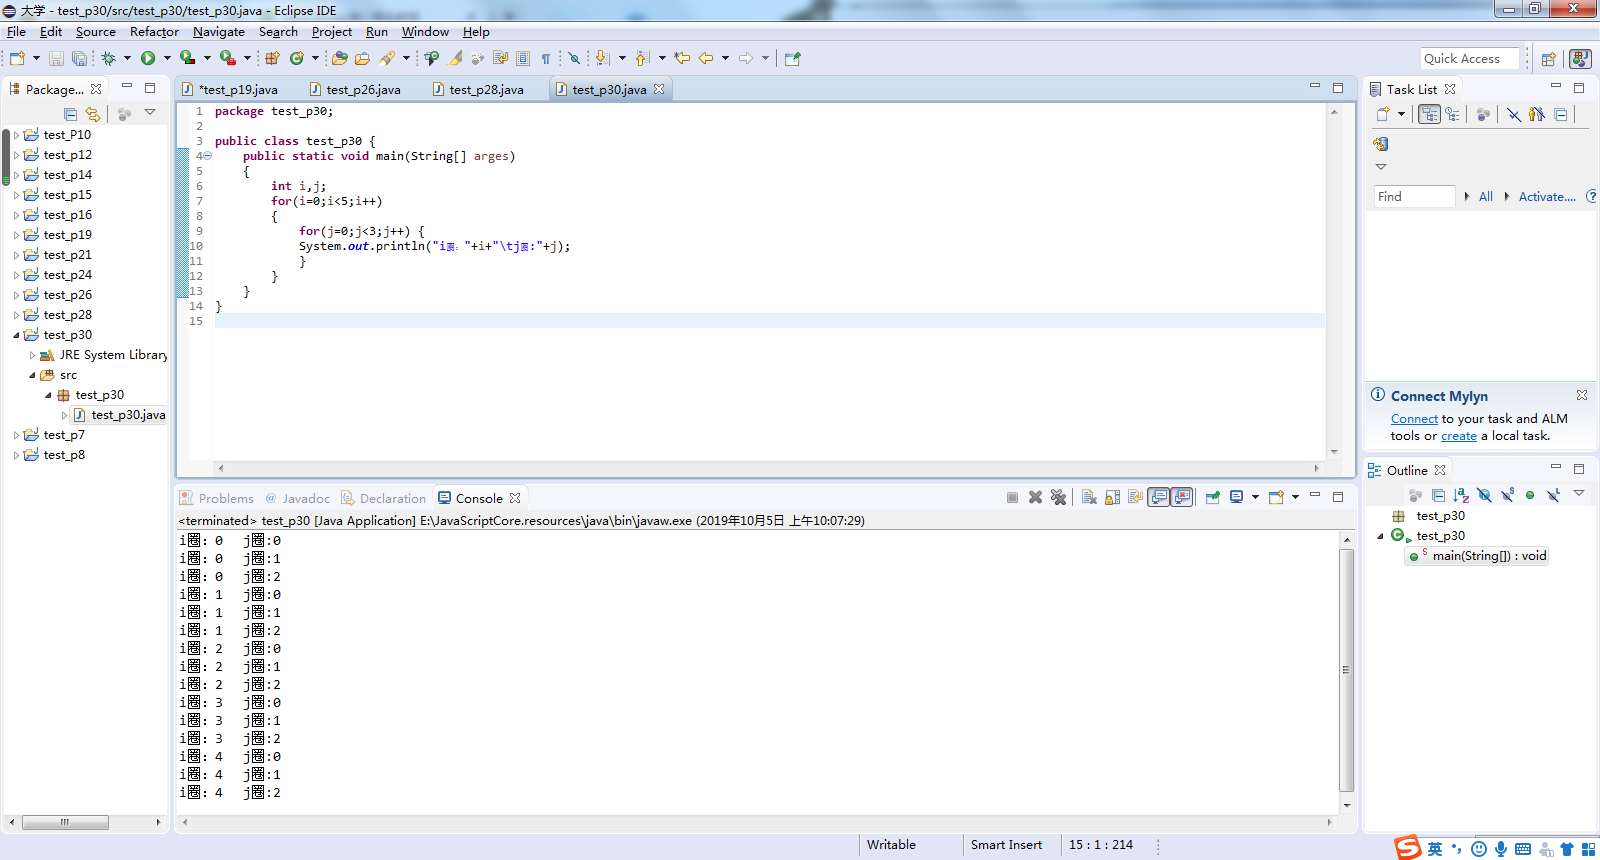 大学 - test_p30/src/test_p30/test_p30.java - Eclipse IDE
File Edit Source Refactor Navigate Search Project Run Window Help
Quick Access
Package...
test_P10
test_p12
test_p14
test_p15
test_p16
test_p19
test_p21
test_p24
test_p26
test_p28
test_p30
JRE System Library
src
test_p30
test_p30.java
test_p7
test_p8
*test_p19.java test_p26.java test_p28.java test_p30.java
1 package test_p30;
2
3 public class test_p30 {
4 public static void main(String[] arges)
5 {
6 int i,j;
7 for(i=0;i<5;i++)
8 {
9 for(j=0;j<3;j++) {
10 System.out.println("i圈: "+i+"\tj圈:"+j);
11 }
12 }
13 }
14 }
15
Problems Javadoc Declaration Console
<terminated> test_p30 [Java Application] E:\JavaScriptCore.resources\java\bin\javaw.exe (2019年10月5日 上午10:07:29)
i圈: 0 j圈:0
i圈: 0 j圈:1
i圈: 0 j圈:2
i圈: 1 j圈:0
i圈: 1 j圈:1
i圈: 1 j圈:2
i圈: 2 j圈:0
i圈: 2 j圈:1
i圈: 2 j圈:2
i圈: 3 j圈:0
i圈: 3 j圈:1
i圈: 3 j圈:2
i圈: 4 j圈:0
i圈: 4 j圈:1
i圈: 4 j圈:2
Task List
Find All Activate....
Connect Mylyn
Connect to your task and ALM
tools or create a local task.
Outline
test_p30
test_p30
main(String[]) : void
Writable Smart Insert 15 : 1 : 214
英